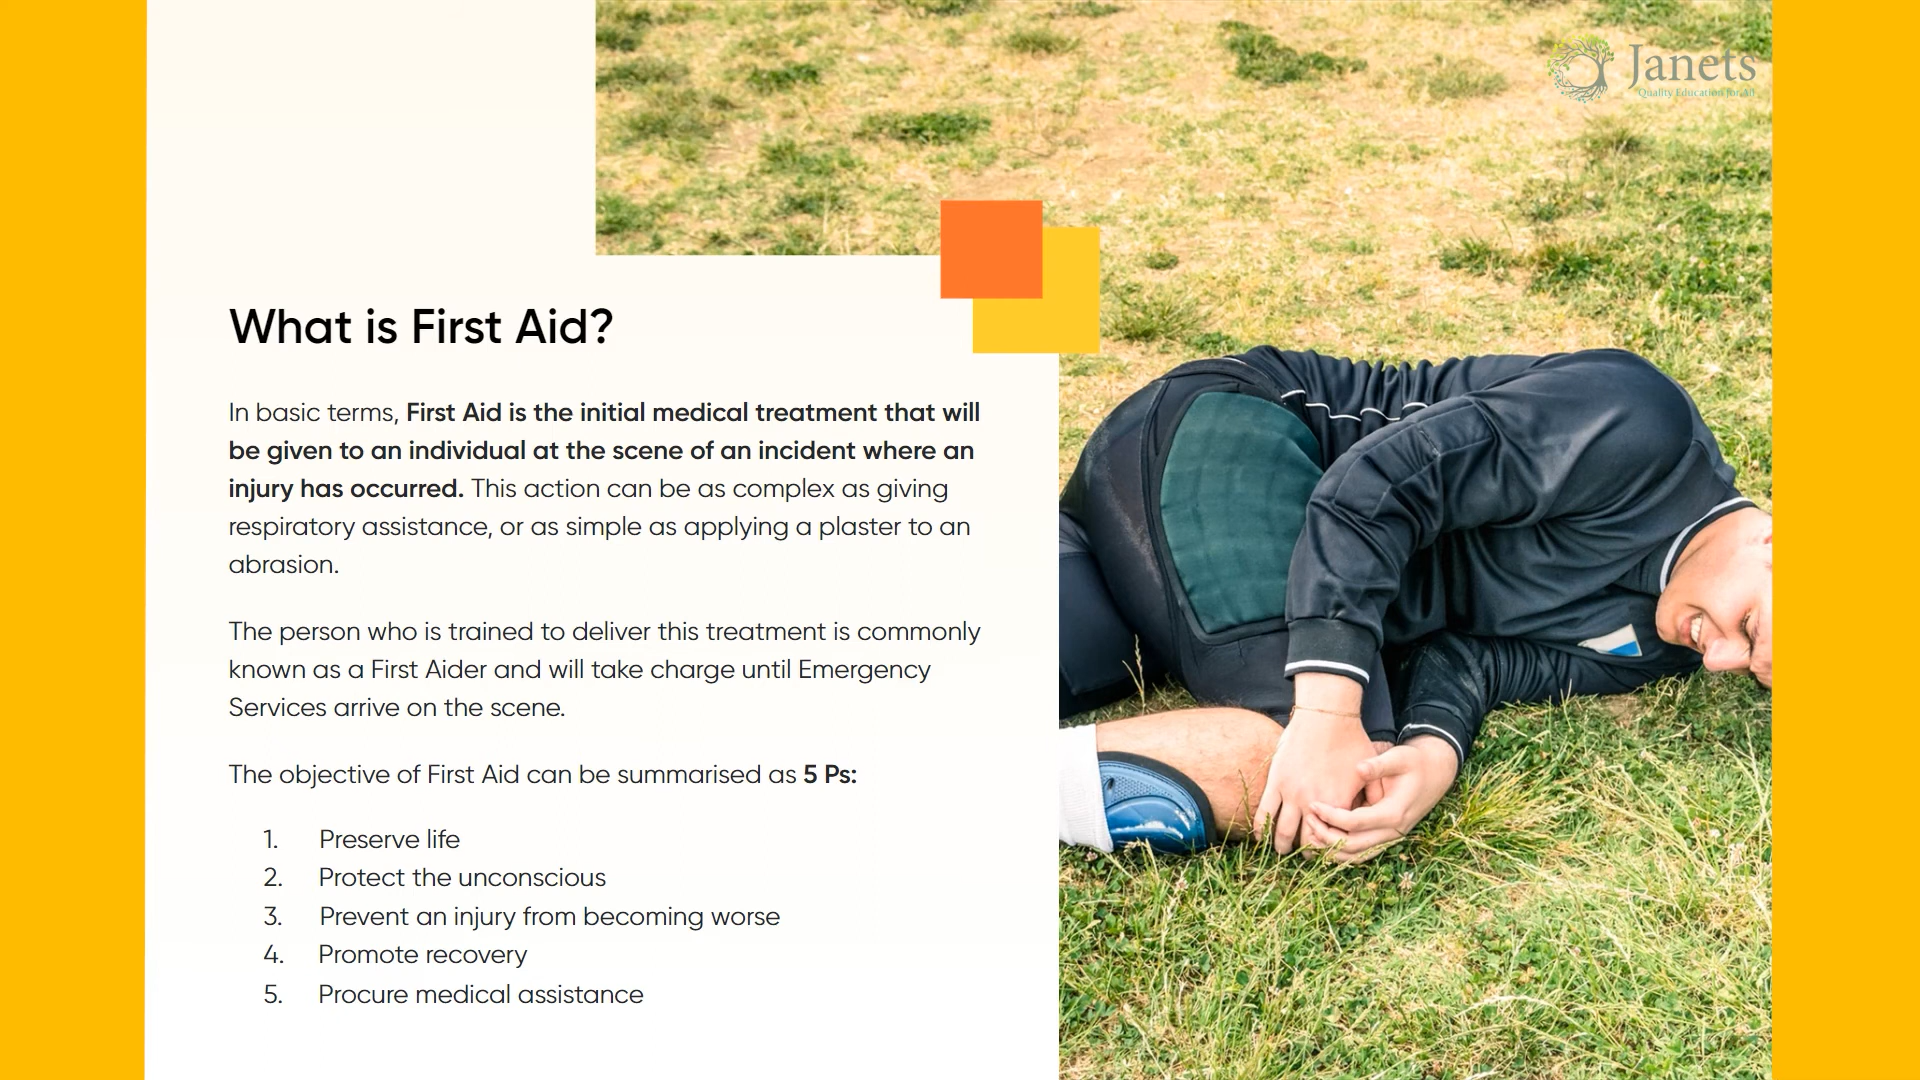 Janets
Quality Education for All
What is First Aid?
In basic terms, First Aid is the initial medical treatment that will
be given to an individual at the scene of an incident where an
injury has occurred. This action can be as complex as giving
respiratory assistance, or as simple as applying a plaster to an
abrasion.
The person who is trained to deliver this treatment is commonly
known as a First Aider and will take charge until Emergency
Services arrive on the scene.
The objective of First Aid can be summarised as 5 Ps:
1. Preserve life
2. Protect the unconscious
3. Prevent an injury from becoming worse
4. Promote recovery
5. Procure medical assistance